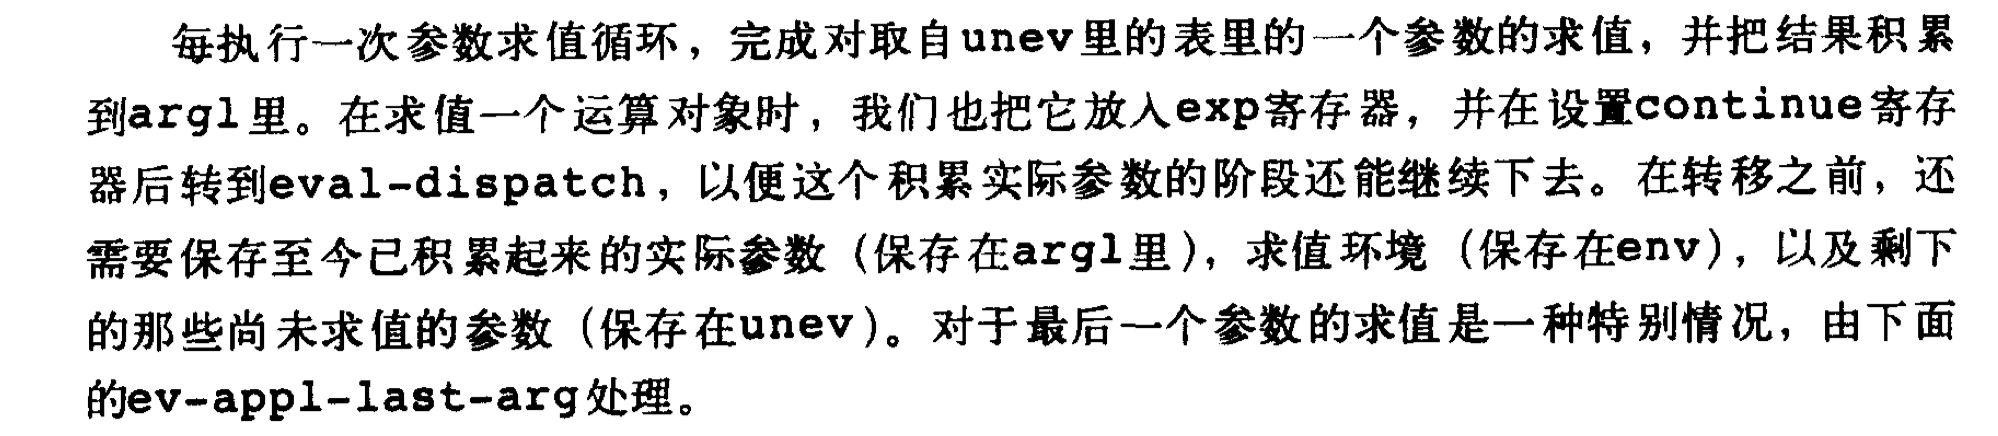 每执行一次参数求值循环，完成对取自unev里的表里的一个参数的求值，并把结果积累
到argl里。在求值一个运算对象时，我们也把它放入exp寄存器，并在设置continue寄存
器后转到eval-dispatch，以便这个积累实际参数的阶段还能继续下去。在转移之前，还
需要保存至今已积累起来的实际参数（保存在argl里），求值环境（保存在env），以及剩下
的那些尚未求值的参数（保存在unev）。对于最后一个参数的求值是一种特别情况，由下面
的ev-appl-last-arg处理。